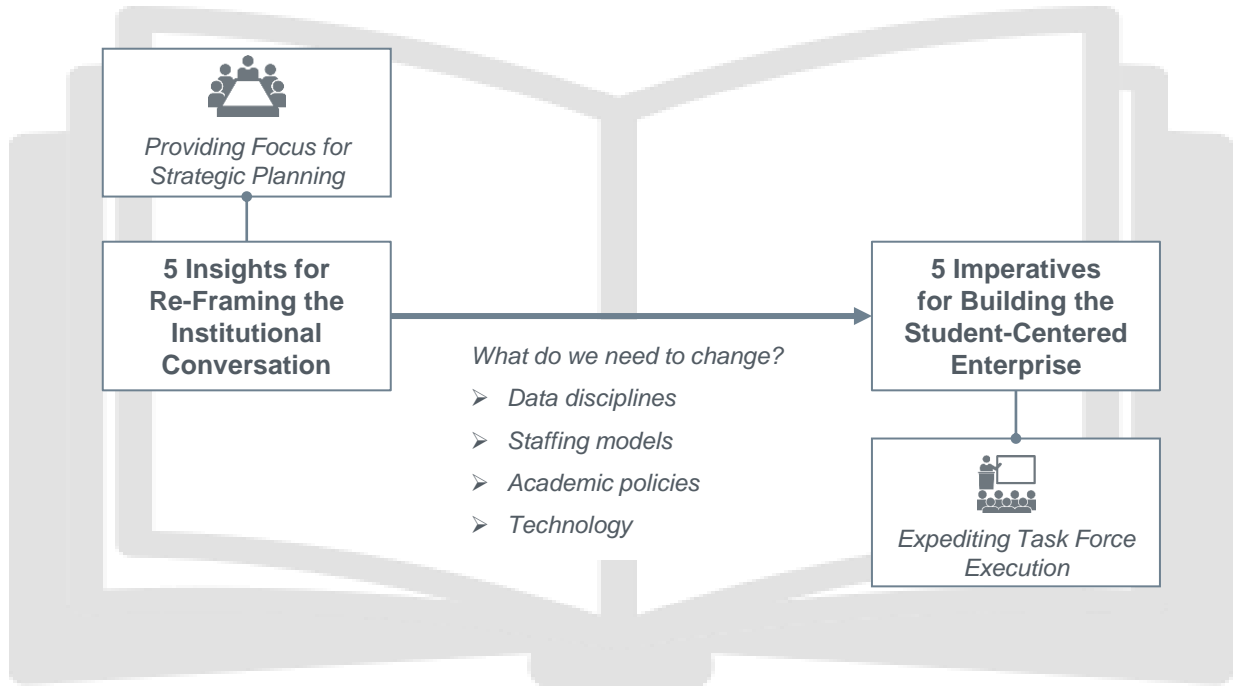 Providing Focus for
Strategic Planning
5 Insights for
Re-Framing the
Institutional
Conversation
What do we need to change?
➢ Data disciplines
➢ Staffing models
➢ Academic policies
➢ Technology
5 Imperatives
for Building the
Student-Centered
Enterprise
Expediting Task Force
Execution